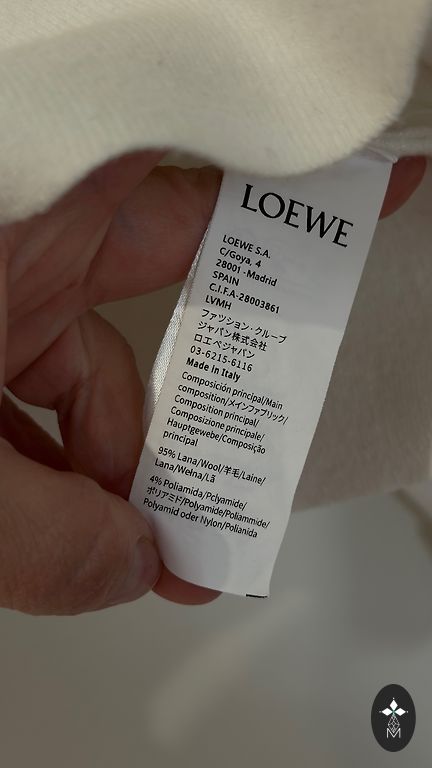 LOEWE
LOEWE S.A.
C/Goya, 4
28001 -Madrid
SPAIN
C.I.F.A-28003861
LVMH
ファッション・グループ
ジャパン株式会社
ロエベジャパン
03-6215-6116
Made in Italy
Composición principal/Main
composition/メインファブリック/
Composition principal/
Composizione principale/
Hauptgewebe/Composição
principal
95% Lana/Wool/羊毛/Laine/
Lana/Wełna/Lã
4% Poliamida/Pclyamide/
ポリアミド/Polyamide/Poliammide/
Polyamid oder Nylon/Polianida
M